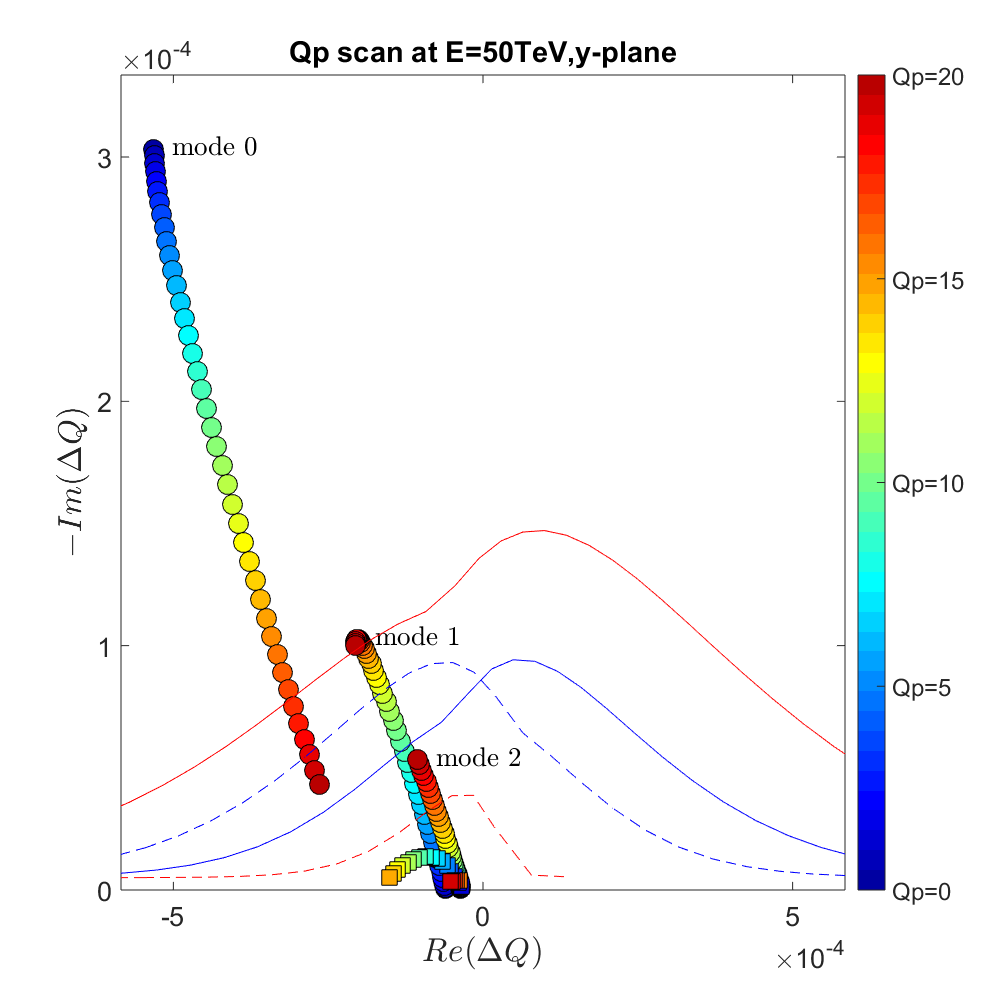 Qp scan at E=50TeV,y-plane
×10-4
Qp=20
3
mode 0
Qp=15
2
−Im(ΔQ)
Qp=10
1
mode 1
Qp=5
mode 2
0
Qp=0
-5
0
5
Re(ΔQ)
×10-4